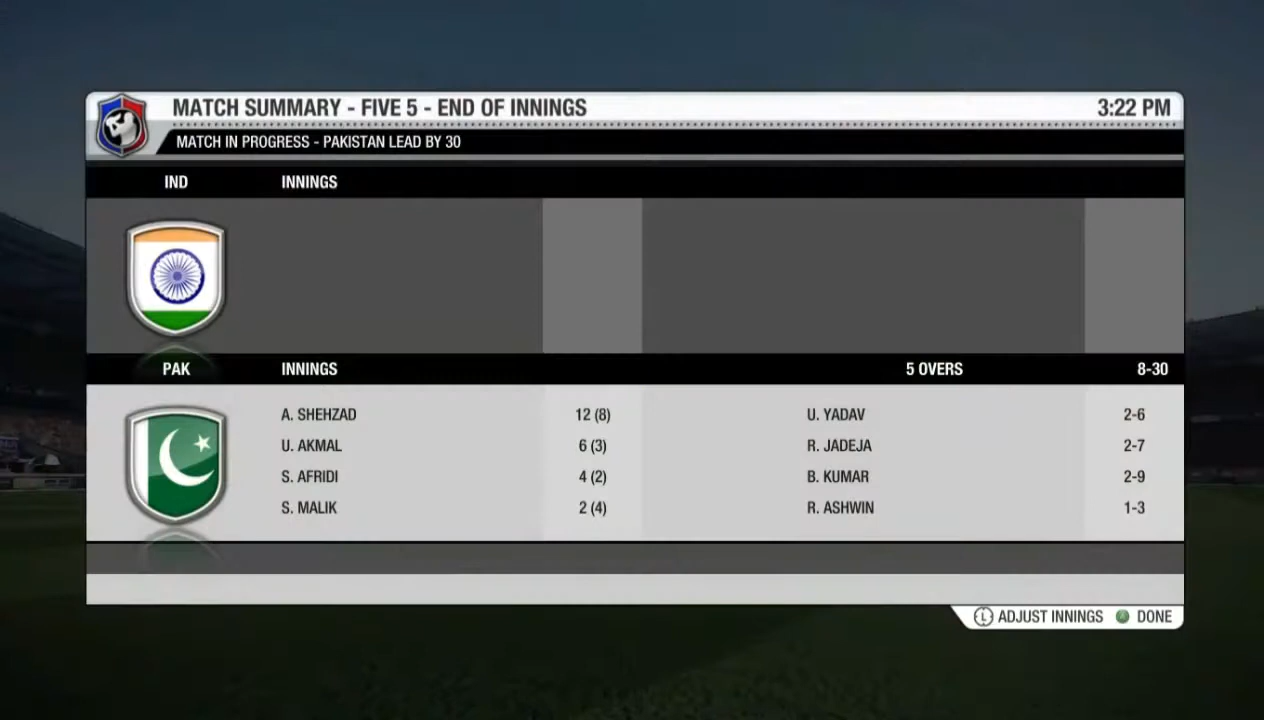 MATCH SUMMARY - FIVE 5 - END OF INNINGS 3:22 PM
MATCH IN PROGRESS - PAKISTAN LEAD BY 30
IND INNINGS
PAK INNINGS 5 OVERS 8-30
A. SHEHZAD 12 (8) U. YADAV 2-6
U. AKMAL 6 (3) R. JADEJA 2-7
S. AFRIDI 4 (2) B. KUMAR 2-9
S. MALIK 2 (4) R. ASHWIN 1-3
L ADJUST INNINGS DONE